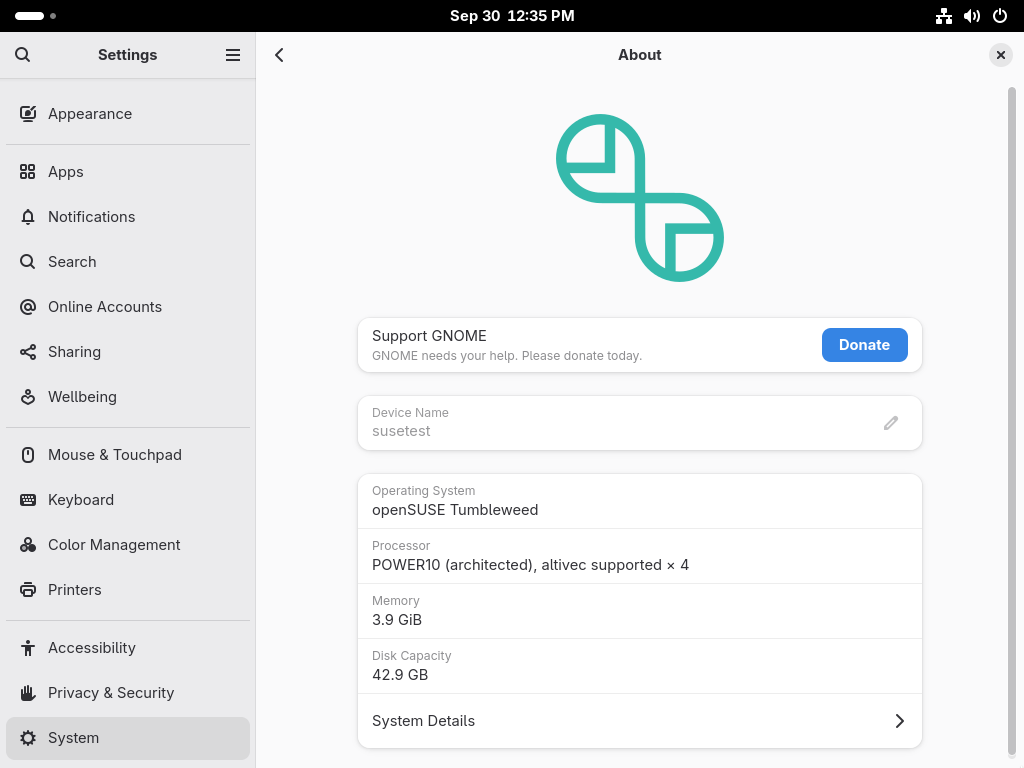 Sep 30 12:35 PM
Settings
About
Appearance
Apps
Notifications
Search
Online Accounts
Sharing
Wellbeing
Mouse & Touchpad
Keyboard
Color Management
Printers
Accessibility
Privacy & Security
System
Support GNOME
GNOME needs your help. Please donate today.
Donate
Device Name
susetest
Operating System
openSUSE Tumbleweed
Processor
POWER10 (architected), altivec supported × 4
Memory
3.9 GiB
Disk Capacity
42.9 GB
System Details